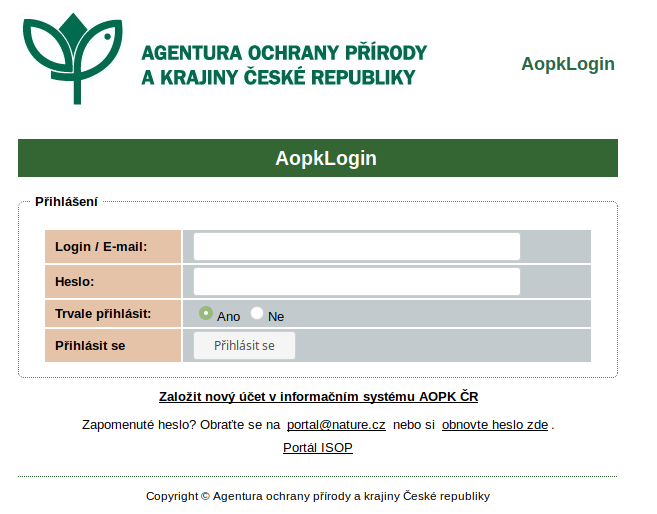 AGENTURA OCHRANY PŘÍRODY
A KRAJINY ČESKÉ REPUBLIKY
AopkLogin
AopkLogin
Přihlášení
Login / E-mail:
Heslo:
Trvale přihlásit: Ano Ne
Přihlásit se Přihlásit se
Založit nový účet v informačním systému AOPK ČR
Zapomenuté heslo? Obraťte se na portal@nature.cz nebo si obnovte heslo zde .
Portál ISOP
Copyright © Agentura ochrany přírody a krajiny České republiky